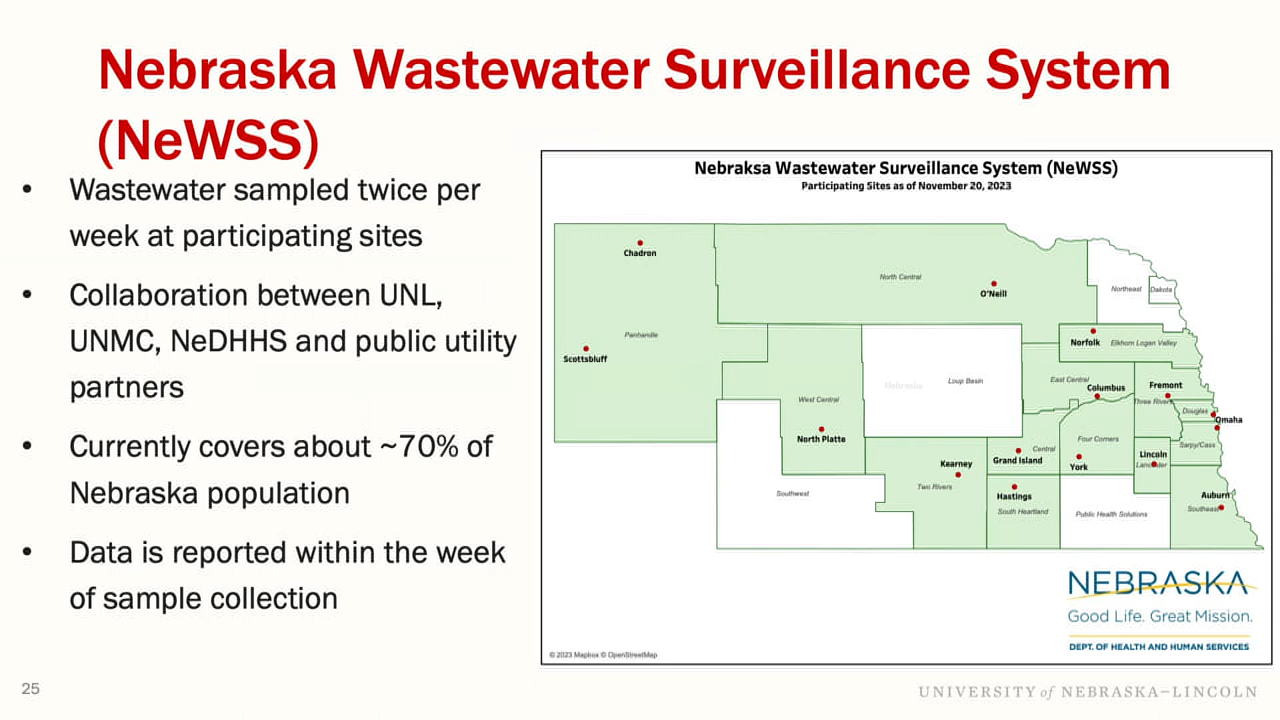 Nebraska Wastewater Surveillance System
(NeWSS)
• Wastewater sampled twice per
week at participating sites
• Collaboration between UNL,
UNMC, NeDHHS and public utility
partners
• Currently covers about ~70% of
Nebraska population
• Data is reported within the week
of sample collection
Nebraksa Wastewater Surveillance System (NeWSS)
Participating Sites as of November 20, 2023
Chadron
North Central
O'Neill
Northeast
Dakota
Panhandle
Scottsbluff
Norfolk
Elkhorn Logan Valley
Nebraska
Loup Basin
East Central
Columbus
Fremont
West Central
Three Rivers
Douglas
Omaha
North Platte
Four Corners
Sarpy/Cass
Central
Grand Island
Kearney
York
Lincoln
Lancaster
Two Rivers
Southwest
Hastings
South Heartland
Public Health Solutions
Auburn
Southeast
NEBRASKA
Good Life. Great Mission.
DEPT. OF HEALTH AND HUMAN SERVICES
© 2023 Mapbox © OpenStreetMap
25
UNIVERSITY of NEBRASKA–LINCOLN